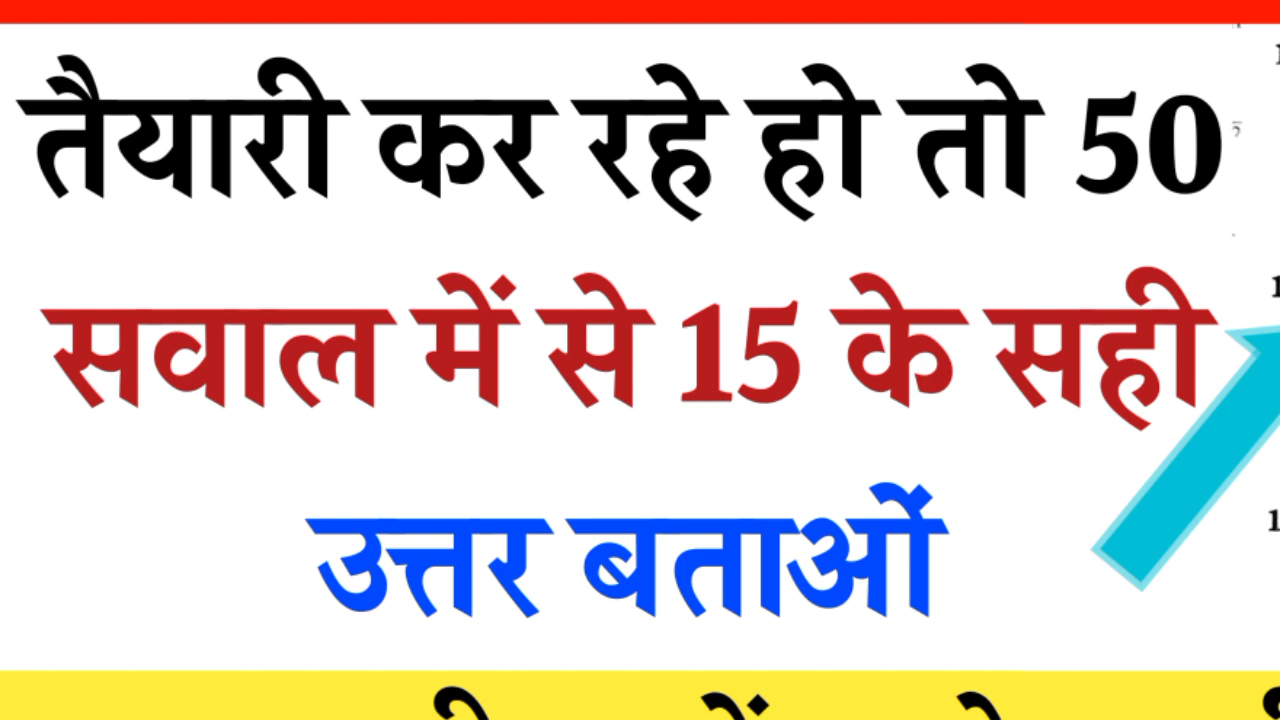 तैयारी कर रहे हो तो 50
सवाल में से 15 के सही
उत्तर बताओं